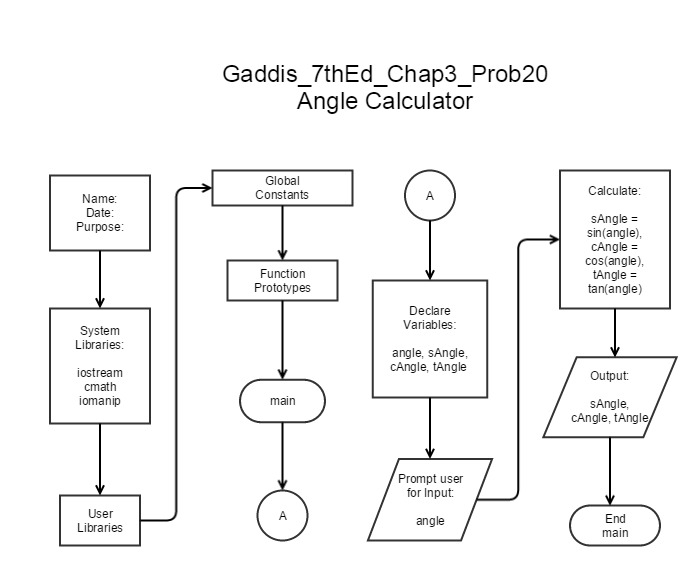 Gaddis_7thEd_Chap3_Prob20
Angle Calculator
Name:
Date:
Purpose:
System
Libraries:
iostream
cmath
iomanip
User
Libraries
Global
Constants
Function
Prototypes
main
A
A
Declare
Variables:
angle, sAngle,
cAngle, tAngle
Prompt user
for Input:
angle
Calculate:
sAngle =
sin(angle),
cAngle =
cos(angle),
tAngle =
tan(angle)
Output:
sAngle,
cAngle, tAngle
End
main